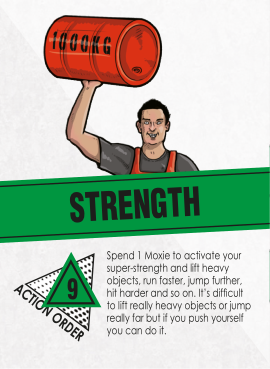 1000KG
STRENGTH
Spend 1 Moxie to activate your
super-strength and lift heavy
objects, run faster, jump further,
hit harder and so on. It's difficult
to lift really heavy objects or jump
really far but if you push yourself
you can do it.
9
ACTION ORDER